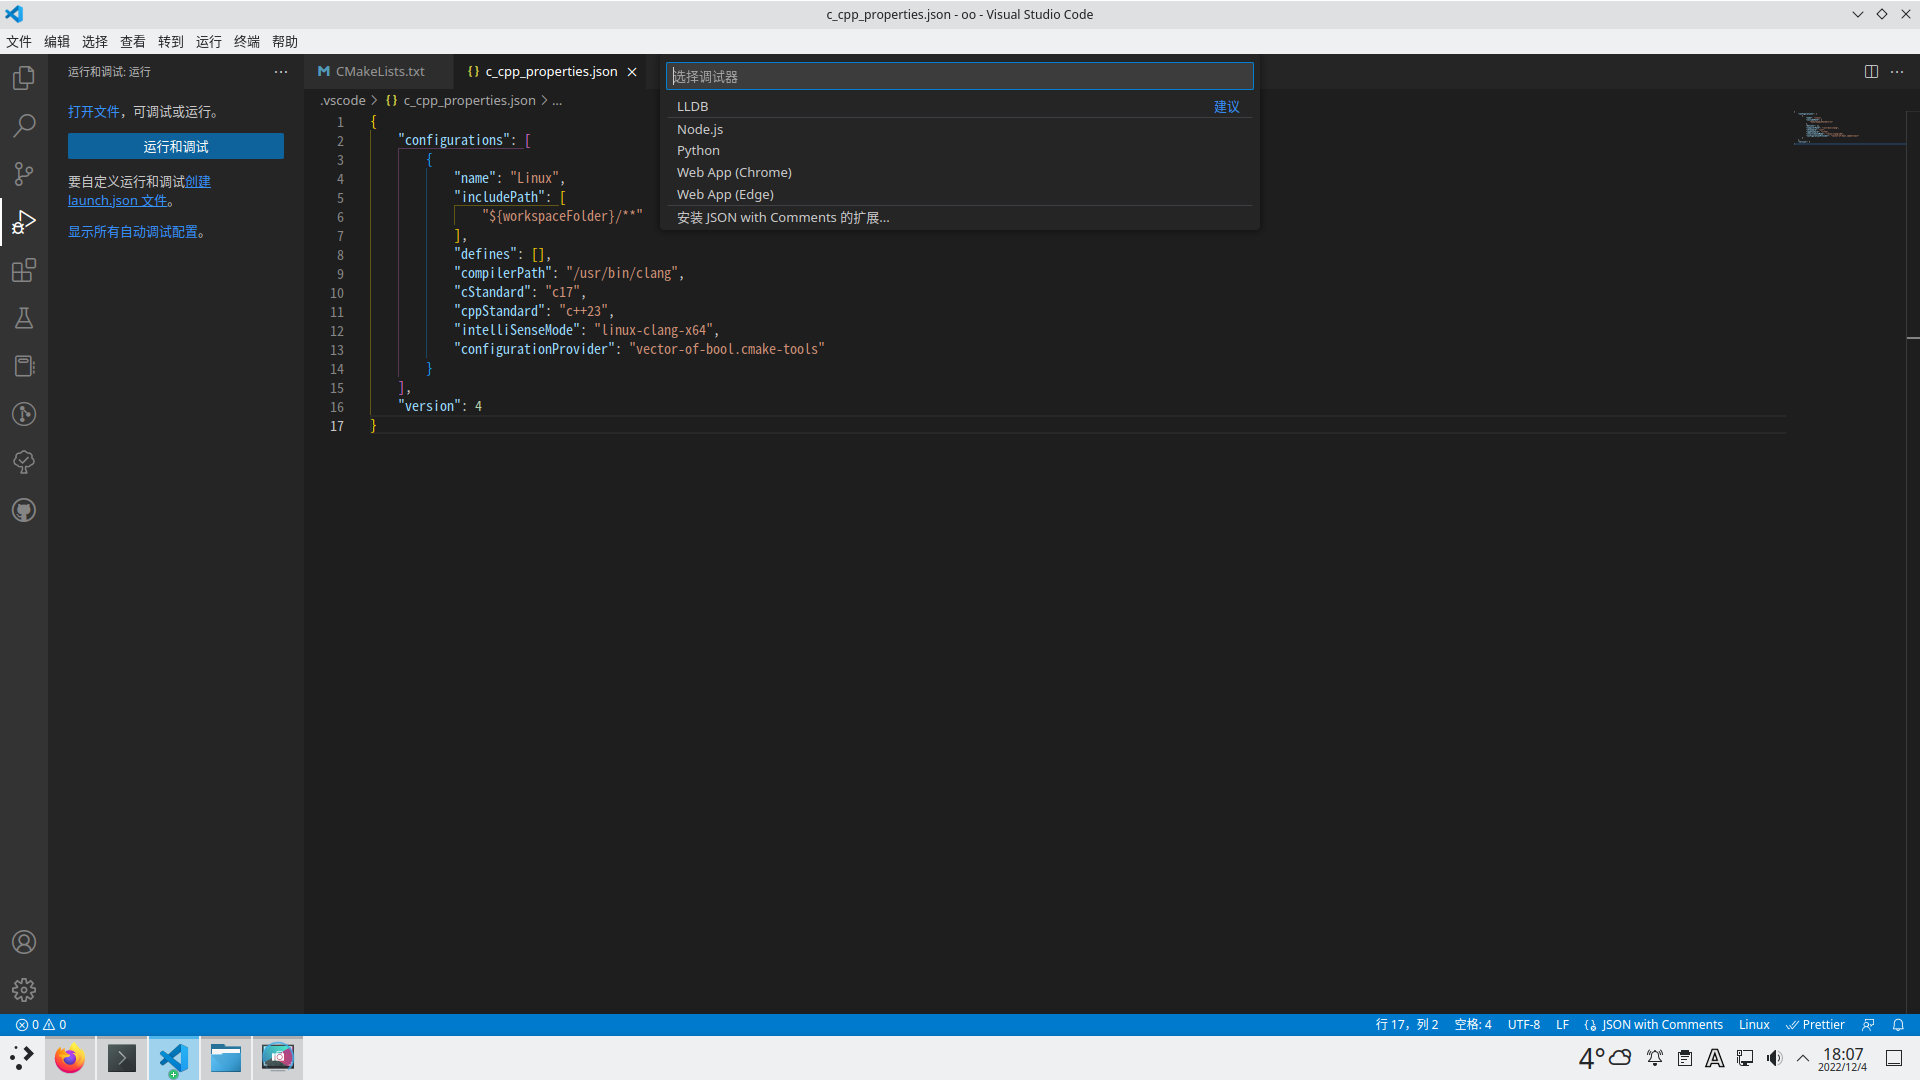 c_cpp_properties.json - oo - Visual Studio Code
文件 编辑 选择 查看 转到 运行 终端 帮助
运行和调试: 运行
打开文件，可调试或运行。
运行和调试
要自定义运行和调试创建
launch.json 文件。
显示所有自动调试配置。
CMakeLists.txt
{} c_cpp_properties.json
.vscode > {} c_cpp_properties.json > ...
选择调试器
LLDB 建议
Node.js
Python
Web App (Chrome)
Web App (Edge)
安装 JSON with Comments 的扩展...
1 {
2 "configurations": [
3 {
4 "name": "Linux",
5 "includePath": [
6 "${workspaceFolder}/**"
7 ],
8 "defines": [],
9 "compilerPath": "/usr/bin/clang",
10 "cStandard": "c17",
11 "cppStandard": "c++23",
12 "intelliSenseMode": "linux-clang-x64",
13 "configurationProvider": "vector-of-bool.cmake-tools"
14 }
15 ],
16 "version": 4
17 }
0 0
行 17，列 2 空格: 4 UTF-8 LF JSON with Comments Linux Prettier
4° A 18:07
2022/12/4